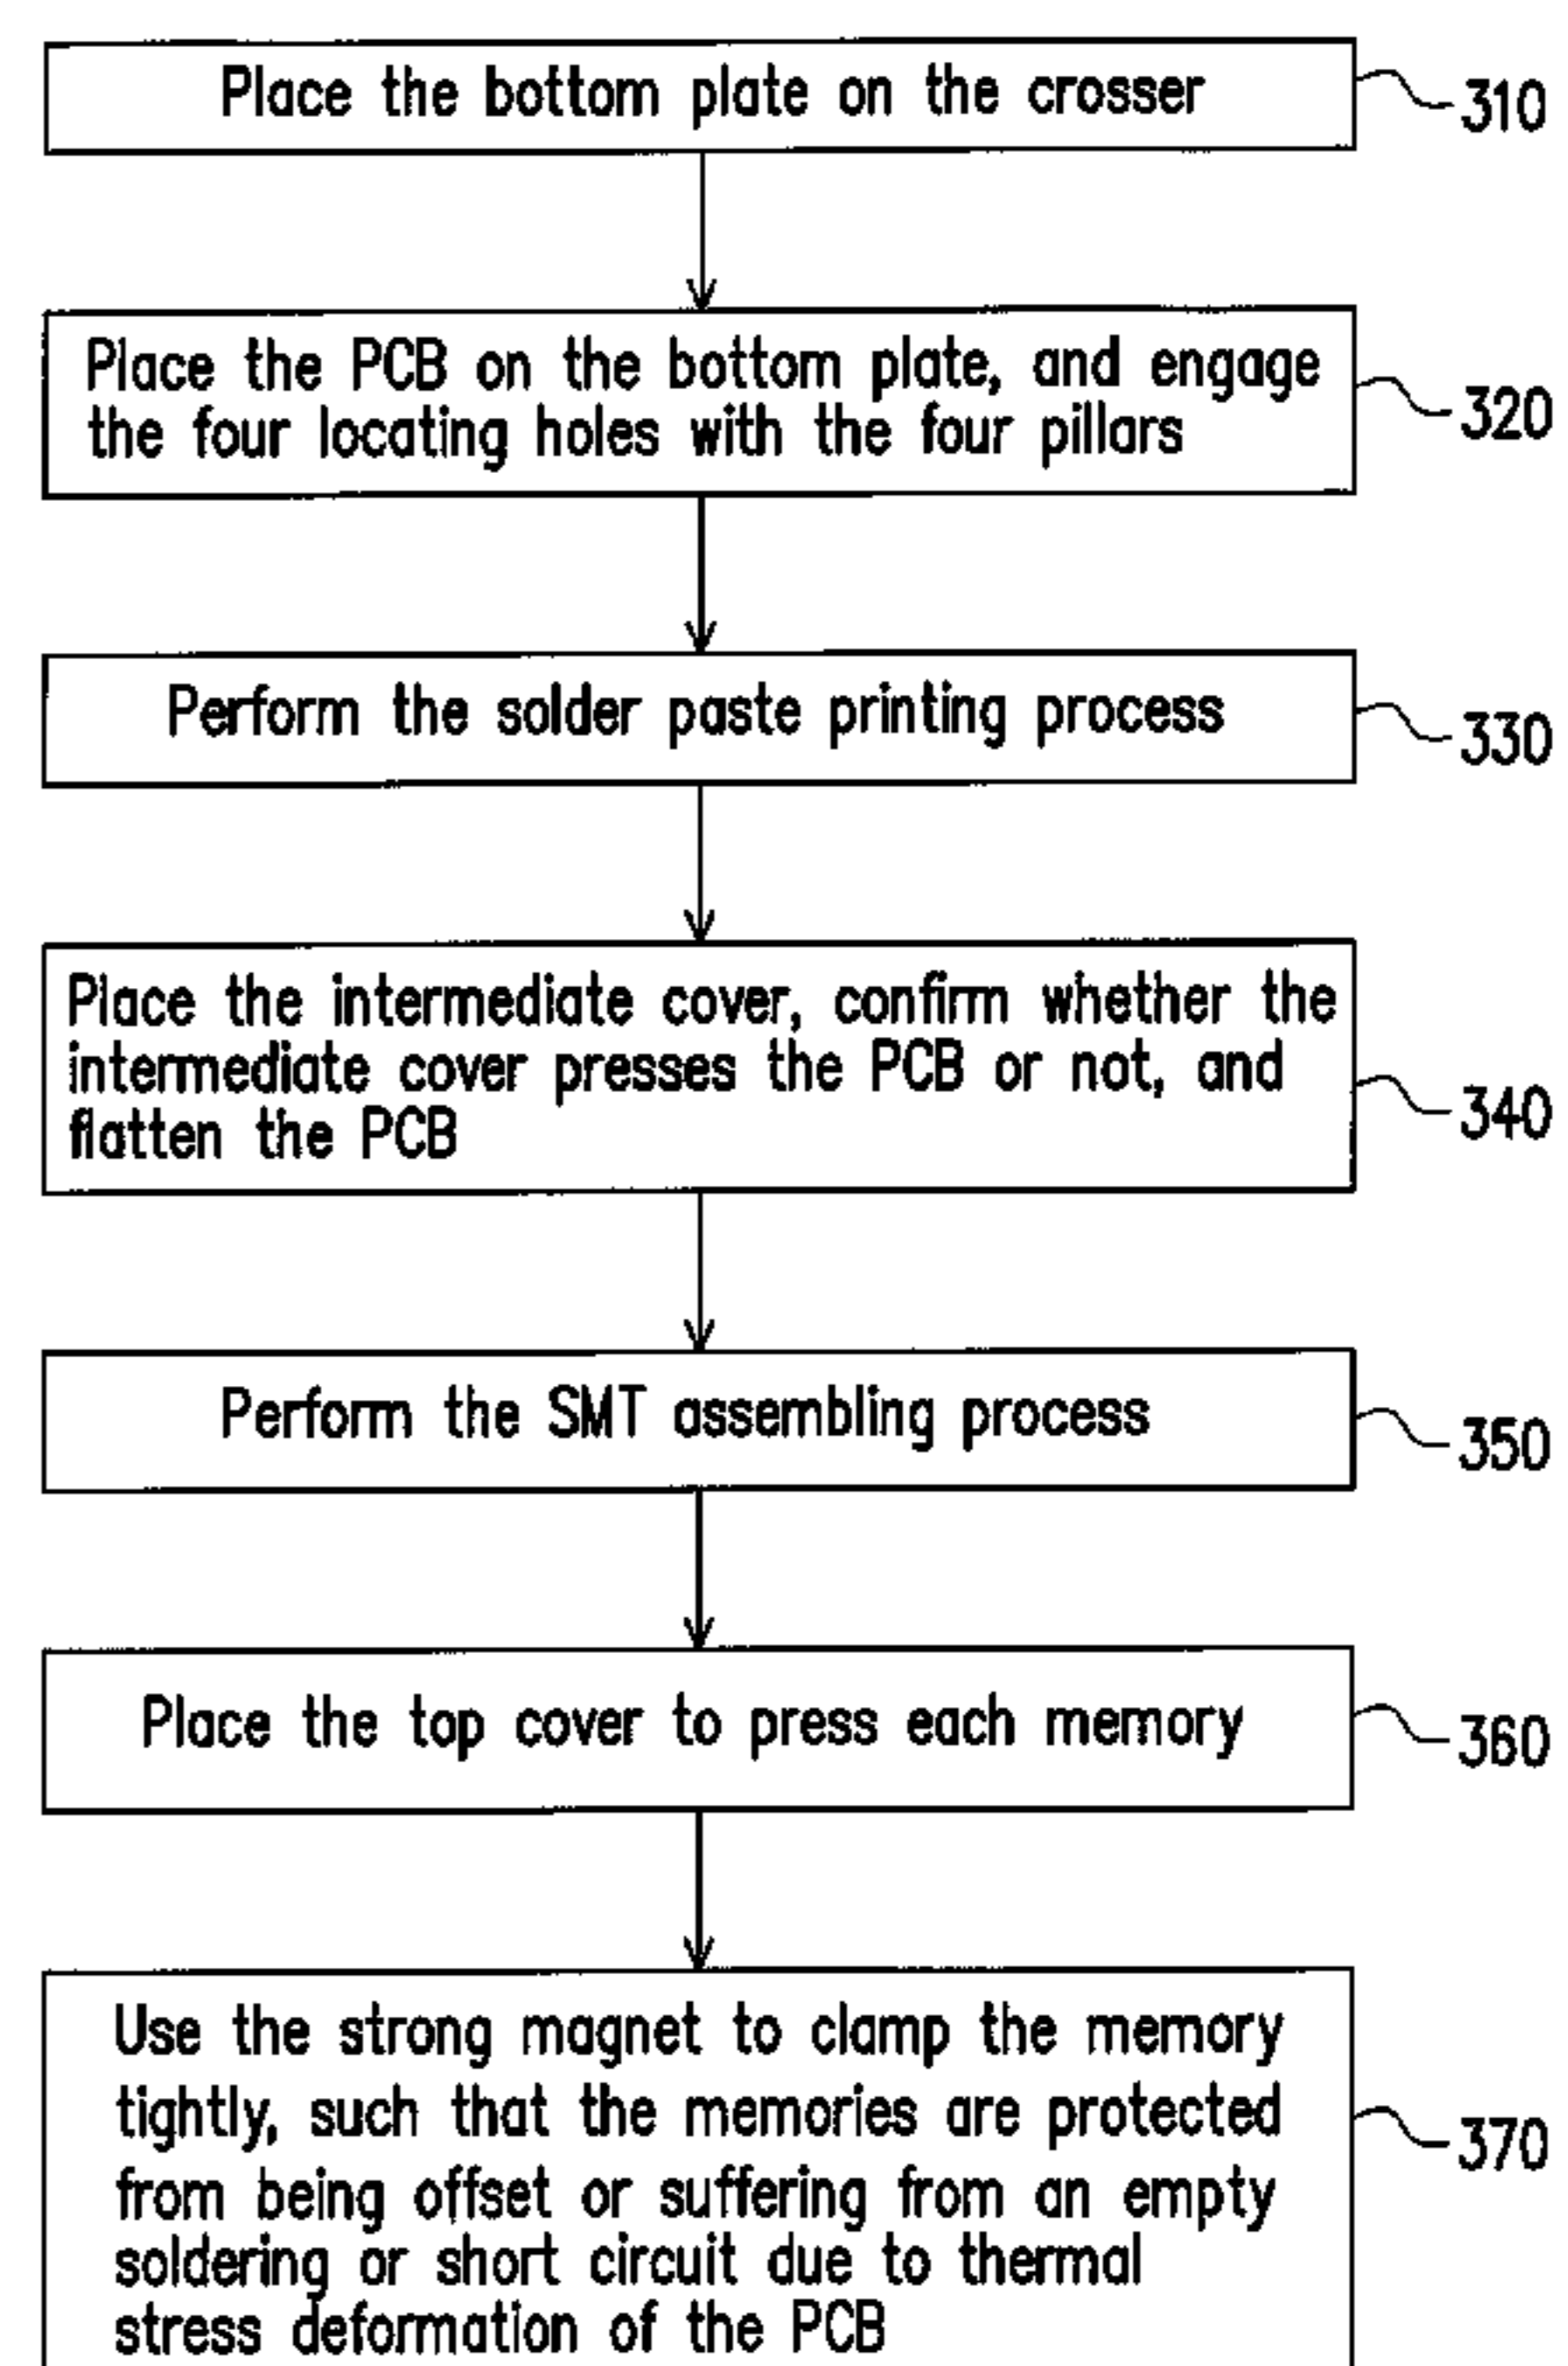 Place the bottom plate on the crosser
310
Place the PCB on the bottom plate, and engage
the four locating holes with the four pillars
320
Perform the solder paste printing process
330
Place the intermediate cover, confirm whether the
intermediate cover presses the PCB or not, and
flatten the PCB
340
Perform the SMT assembling process
350
Place the top cover to press each memory
360
Use the strong magnet to clamp the memory
tightly, such that the memories are protected
from being offset or suffering from an empty
soldering or short circuit due to thermal
stress deformation of the PCB
370